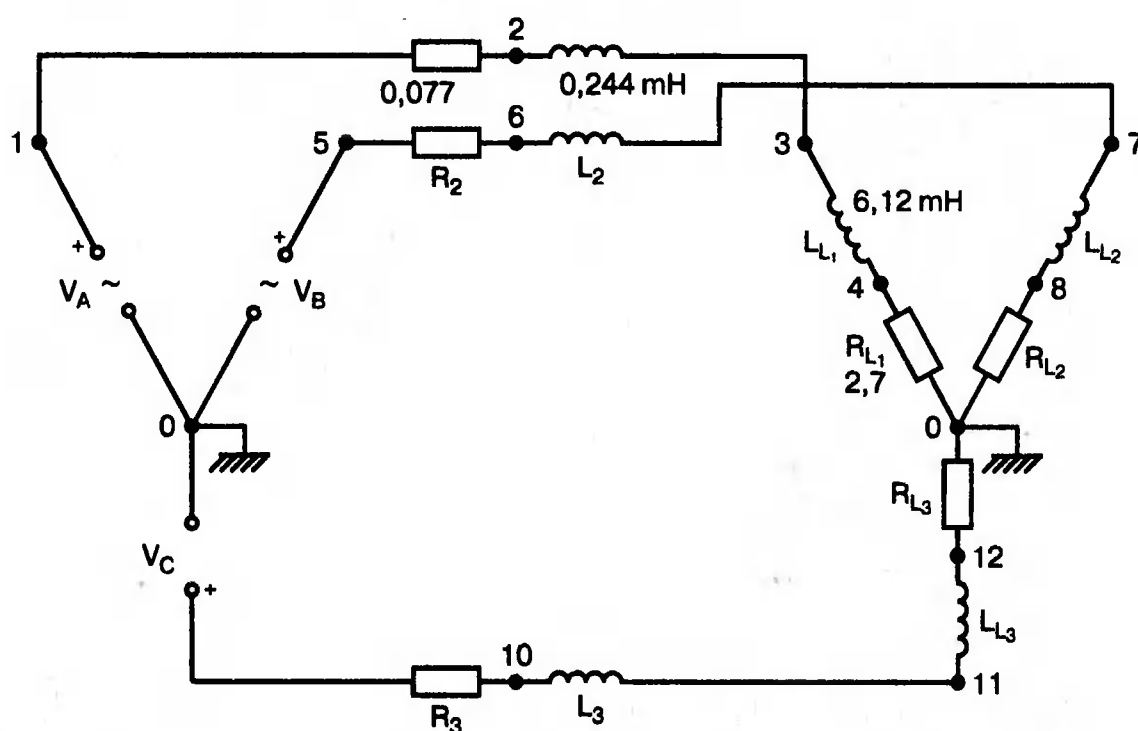 2
0,077
0,244 mH
1
5
6
3
7
R2
L2
6,12 mH
+
+
VA ~
~ VB
LL1
LL2
4
8
RL1
2,7
RL2
0
0
RL3
VC
12
+
LL3
10
11
R3
L3